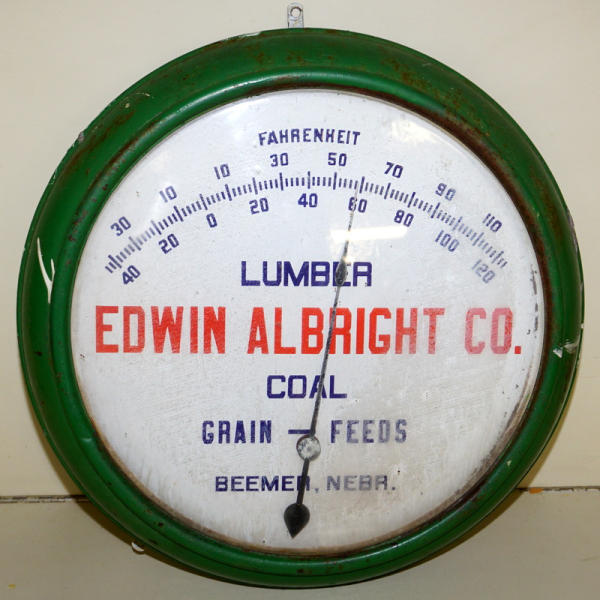 FAHRENHEIT
30 10 10 30 50 70 90 110
40 20 0 20 40 60 80 100 120
LUMBER
EDWIN ALBRIGHT CO.
COAL
GRAIN — FEEDS
BEEMER, NEBR.